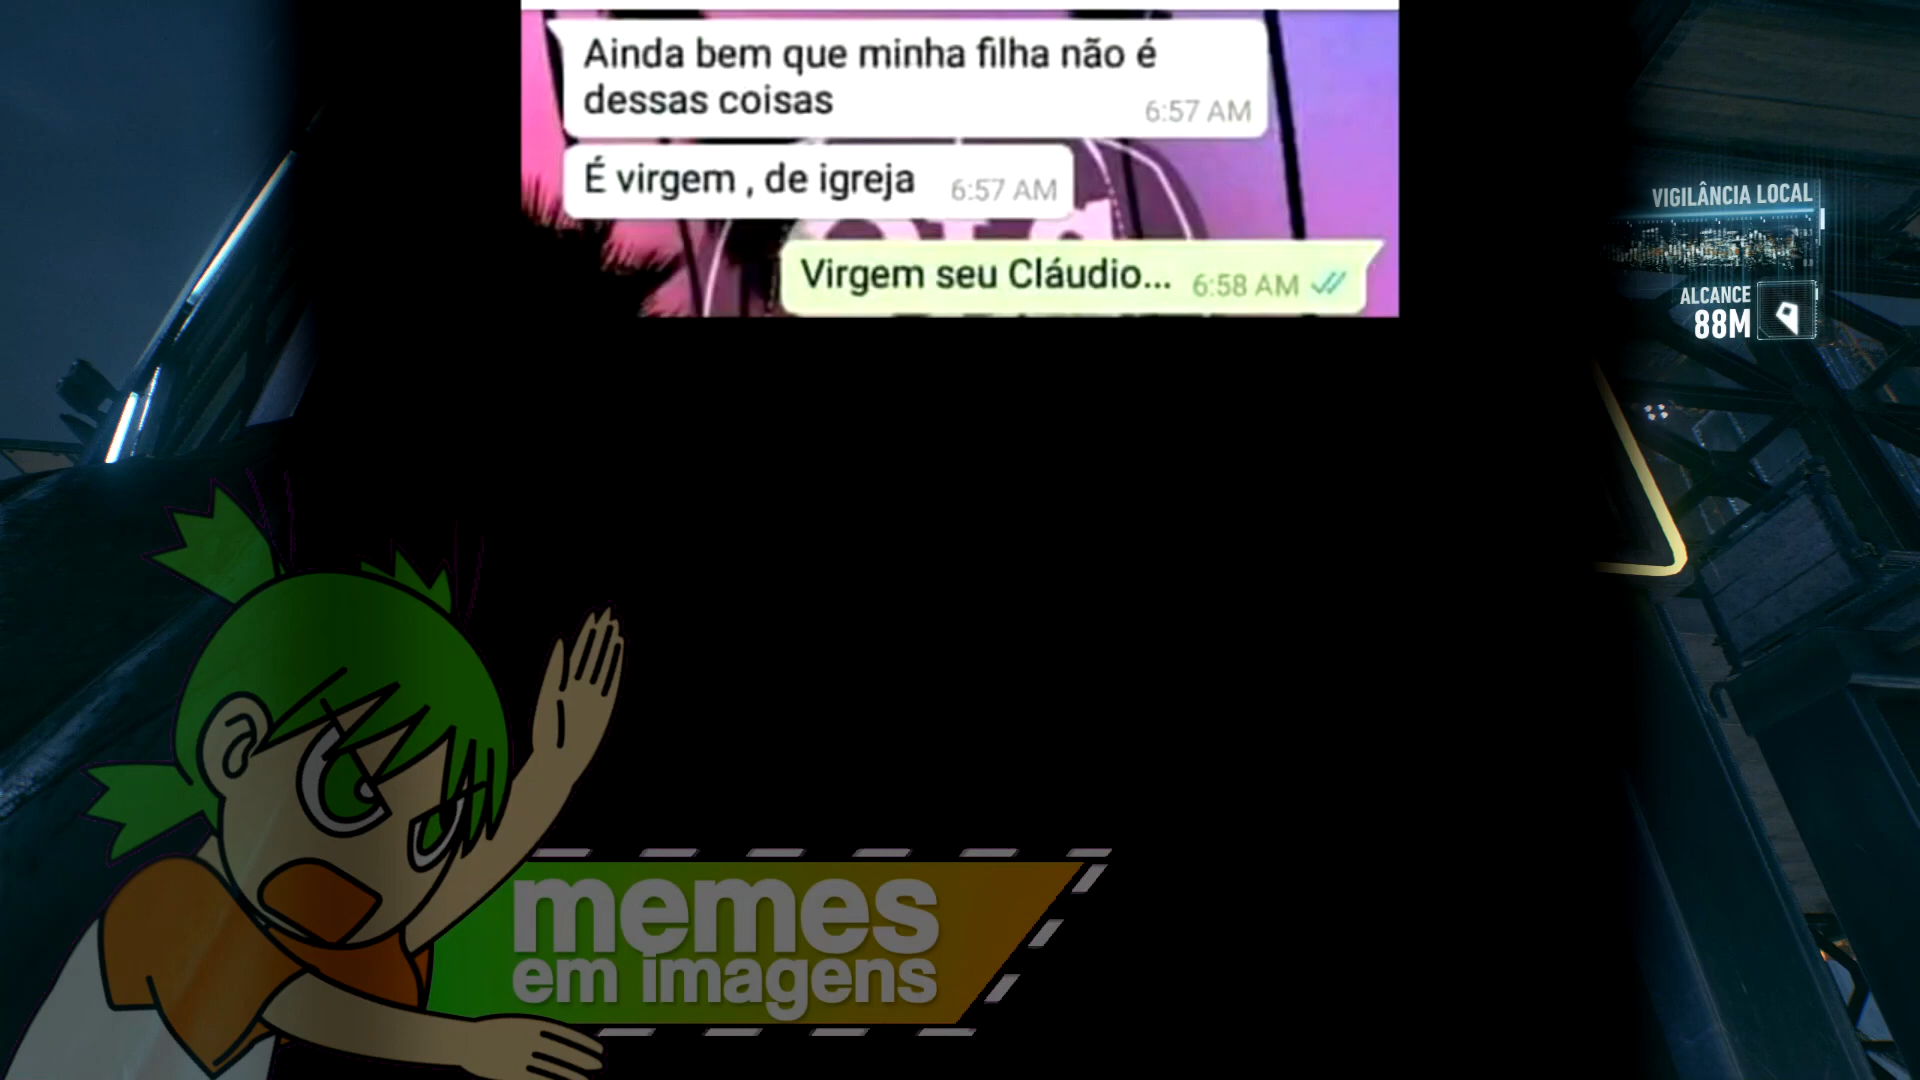 Ainda bem que minha filha não é
dessas coisas
6:57 AM
É virgem , de igreja
6:57 AM
Virgem seu Cláudio...
6:58 AM
VIGILÂNCIA LOCAL
ALCANCE
88M
memes
em imagens